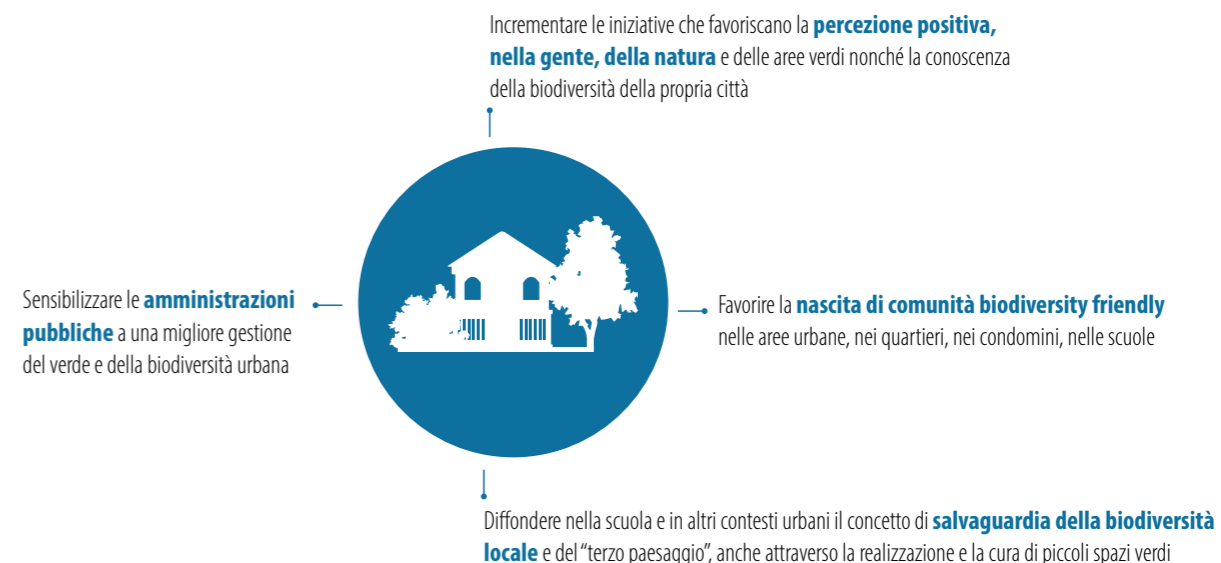 Incrementare le iniziative che favoriscano la percezione positiva,
nella gente, della natura e delle aree verdi nonché la conoscenza
della biodiversità della propria città
Sensibilizzare le amministrazioni
pubbliche a una migliore gestione
del verde e della biodiversità urbana
Favorire la nascita di comunità biodiversity friendly
nelle aree urbane, nei quartieri, nei condomini, nelle scuole
Diffondere nella scuola e in altri contesti urbani il concetto di salvaguardia della biodiversità
locale e del “terzo paesaggio”, anche attraverso la realizzazione e la cura di piccoli spazi verdi